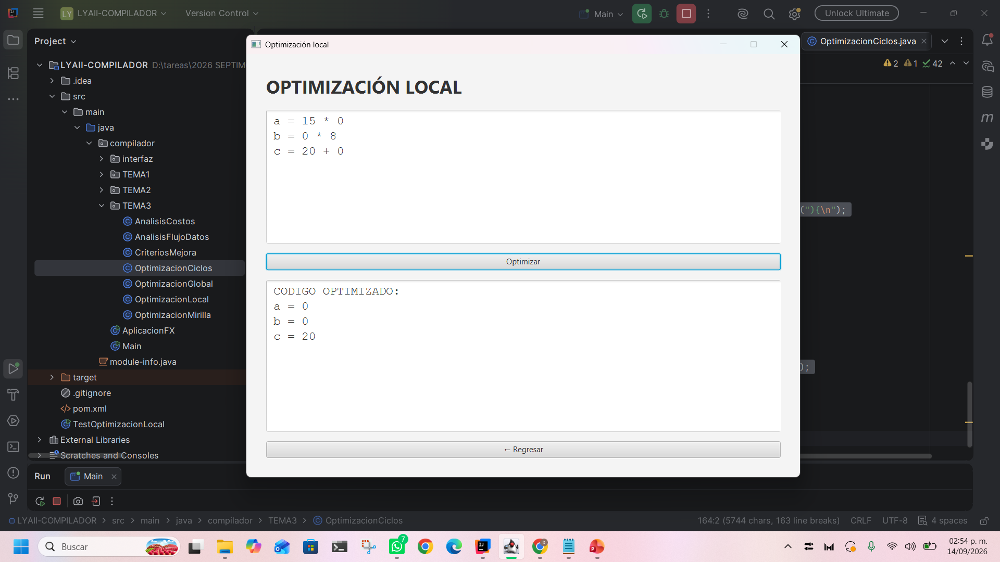 LY LYAII-COMPILADOR Version Control Main Unlock Ultimate
Project
LYAII-COMPILADOR D:\tareas\2026 SEPTIM
.idea
src
main
java
compilador
interfaz
TEMA1
TEMA2
TEMA3
AnalisisCostos
AnalisisFlujoDatos
CriteriosMejora
OptimizacionCiclos
OptimizacionGlobal
OptimizacionLocal
OptimizacionMirilla
AplicacionFX
Main
module-info.java
target
.gitignore
pom.xml
TestOptimizacionLocal
External Libraries
Scratches and Consoles
Optimización local
OPTIMIZACIÓN LOCAL
a = 15 * 0
b = 0 * 8
c = 20 + 0
Optimizar
CODIGO OPTIMIZADO:
a = 0
b = 0
c = 20
← Regresar
OptimizacionCiclos.java
2 1 42
("){\n");
);
m
Run Main
LYAII-COMPILADOR > src > main > java > compilador > TEMA3 > OptimizacionCiclos
164:2 (5744 chars, 163 line breaks) CRLF UTF-8 4 spaces
Buscar
7
D
02:54 p. m.
14/09/2026